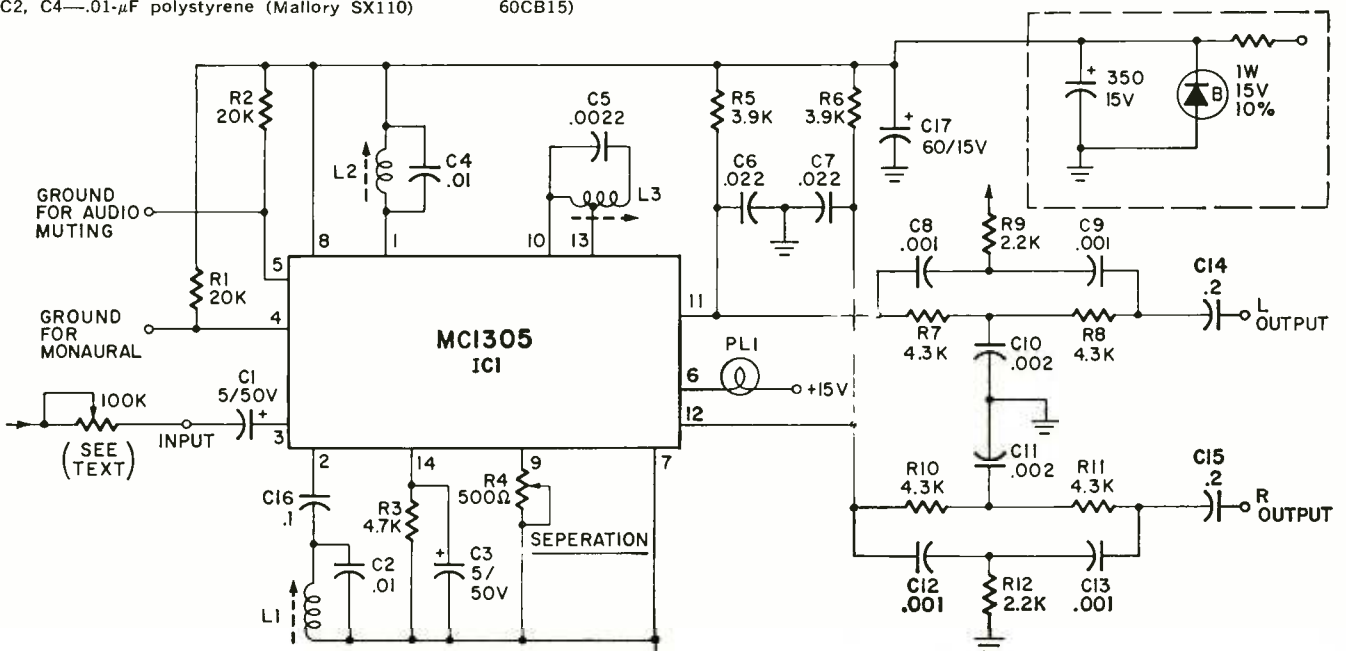 C2, C4—.01-μF polystyrene (Mallory SX110)
60CB15)
R2
20K
C5
.0022
R5
3.9K
R6
3.9K
+
350
15V
B
1W
15V
10%
+
C17
60/15V
L2
C4
.01
L3
C6
.022
C7
.022
GROUND
FOR AUDIO
MUTING
8
1
10
13
C8
.001
R9
2.2K
C9
.001
5
R1
20K
C14
.2
L
OUTPUT
GROUND
FOR
MONAURAL
4
MC1305
IC1
11
R7
4.3K
R8
4.3K
PL1
C10
.002
6
+15V
100K
(SEE
TEXT)
INPUT
C1
5/50V
+
3
12
2
14
9
7
C11
.002
C16
.1
R4
500Ω
R10
4.3K
R11
4.3K
C15
.2
R
OUTPUT
R3
4.7K
SEPERATION
+
C3
5/
50V
C2
.01
C12
.001
R12
2.2K
C13
.001
L1